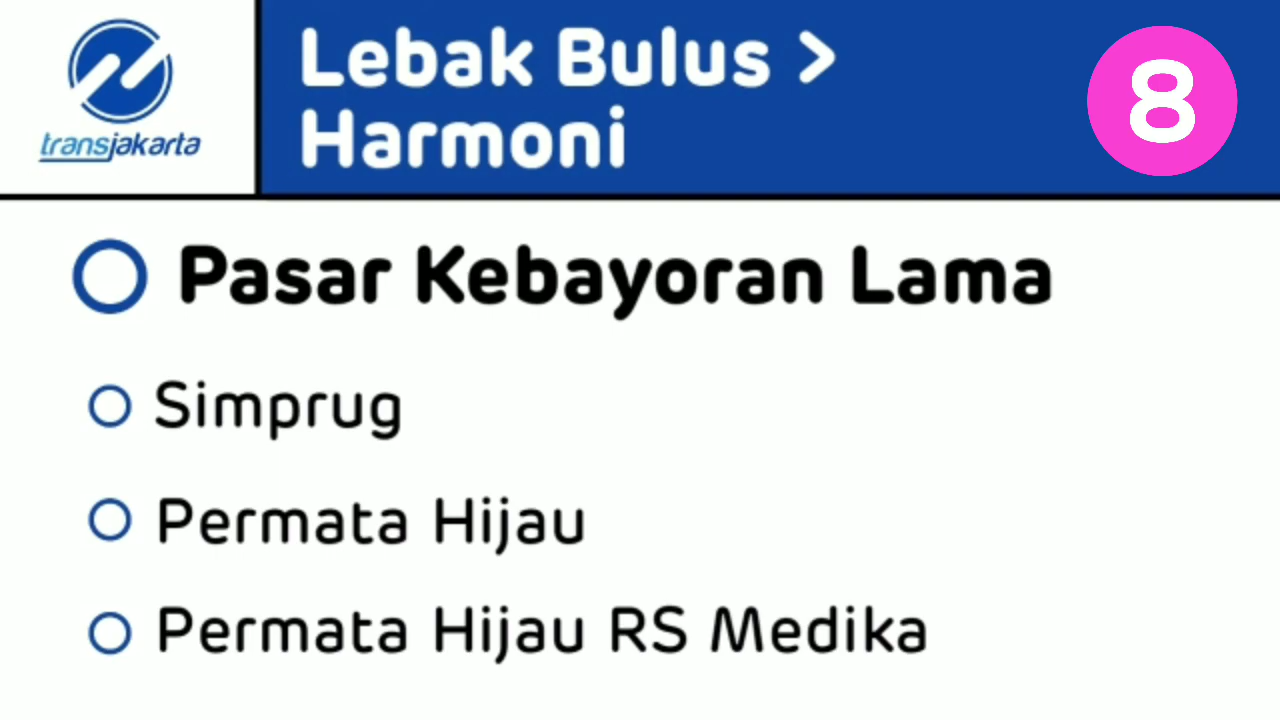 transjakarta
Lebak Bulus >
Harmoni
8
Pasar Kebayoran Lama
Simprug
Permata Hijau
Permata Hijau RS Medika